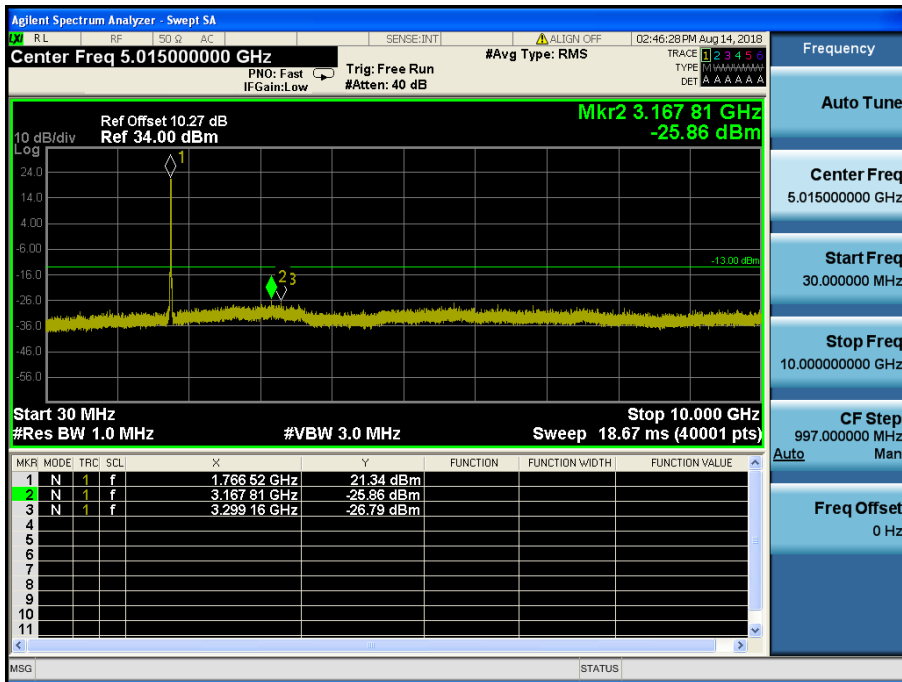 Agilent Spectrum Analyzer - Swept SA
LXI RL RF 50 Ω AC SENSE:INT ALIGN OFF 02:46:28 PM Aug 14, 2018
Center Freq 5.015000000 GHz
PNO: Fast
IFGain:Low
Trig: Free Run
#Atten: 40 dB
#Avg Type: RMS
TRACE 1 2 3 4 5 6
TYPE M WWWWW
DET A A A A A A
Mkr2 3.167 81 GHz
-25.86 dBm
Ref Offset 10.27 dB
10 dB/div Ref 34.00 dBm
Log
1
24.0
14.0
4.00
-6.00
-13.00 dBm
-16.0
2 3
-26.0
-36.0
-46.0
-56.0
Start 30 MHz Stop 10.000 GHz
#Res BW 1.0 MHz #VBW 3.0 MHz Sweep 18.67 ms (40001 pts)
MKR MODE TRC SCL X Y FUNCTION FUNCTION WIDTH FUNCTION VALUE
1 N 1 f 1.766 52 GHz 21.34 dBm
2 N 1 f 3.167 81 GHz -25.86 dBm
3 N 1 f 3.299 16 GHz -26.79 dBm
4
5
6
7
8
9
10
11
MSG STATUS
Frequency
Auto Tune
Center Freq
5.015000000 GHz
Start Freq
30.000000 MHz
Stop Freq
10.000000000 GHz
CF Step
997.000000 MHz
Auto Man
Freq Offset
0 Hz